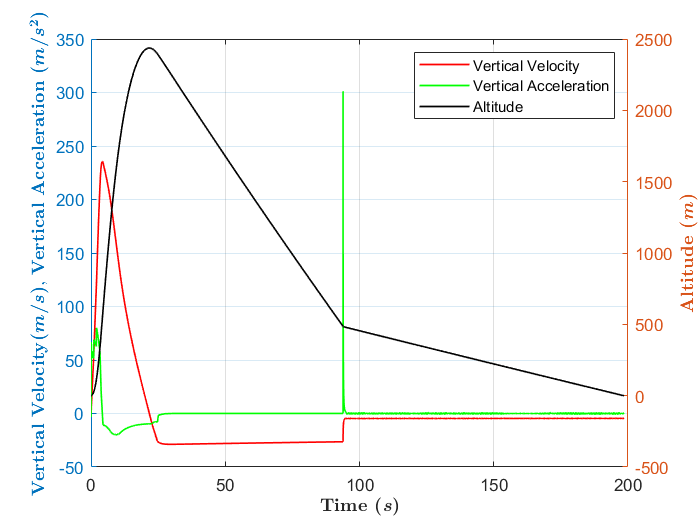 Vertical Velocity(m/s), Vertical Acceleration (m/s²)
350
300
250
200
150
100
50
0
-50
Vertical Velocity
Vertical Acceleration
Altitude
2500
2000
1500
1000
500
0
-500
Altitude (m)
0 50 100 150 200
Time (s)